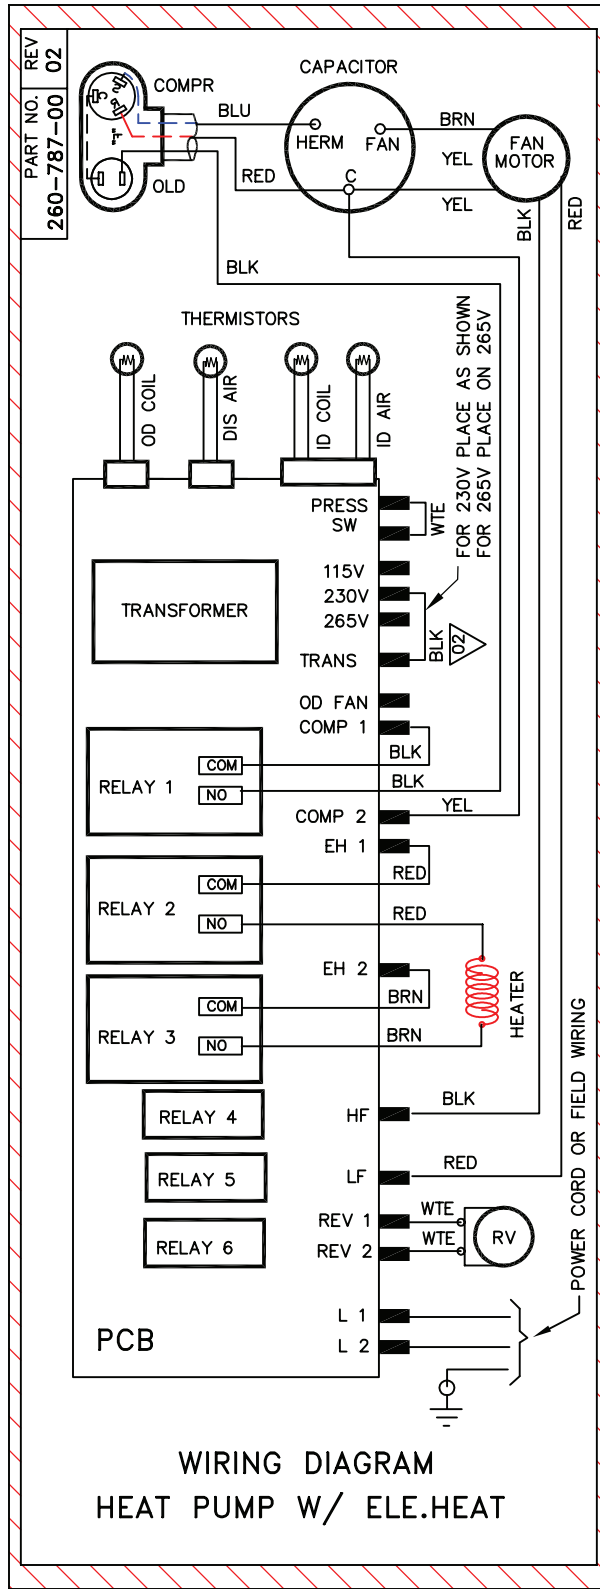 PART NO. REV
260-787-00 02
COMPR
OLD
BLU
RED
BLK
CAPACITOR
HERM
FAN
C
BRN
YEL
YEL
FAN
MOTOR
BLK
RED
THERMISTORS
OD COIL
DIS AIR
ID COIL
ID AIR
FOR 230V PLACE AS SHOWN
FOR 265V PLACE ON 265V
PRESS
SW
WTE
115V
230V
265V
TRANS
BLK
02
TRANSFORMER
OD FAN
COMP 1
BLK
RELAY 1
COM
NO
BLK
COMP 2
YEL
EH 1
RED
RELAY 2
COM
NO
RED
EH 2
BRN
RELAY 3
COM
NO
BRN
HEATER
RELAY 4
HF
BLK
RELAY 5
LF
RED
RELAY 6
REV 1
WTE
REV 2
WTE
RV
POWER CORD OR FIELD WIRING
L 1
L 2
PCB
WIRING DIAGRAM
HEAT PUMP W/ ELE.HEAT